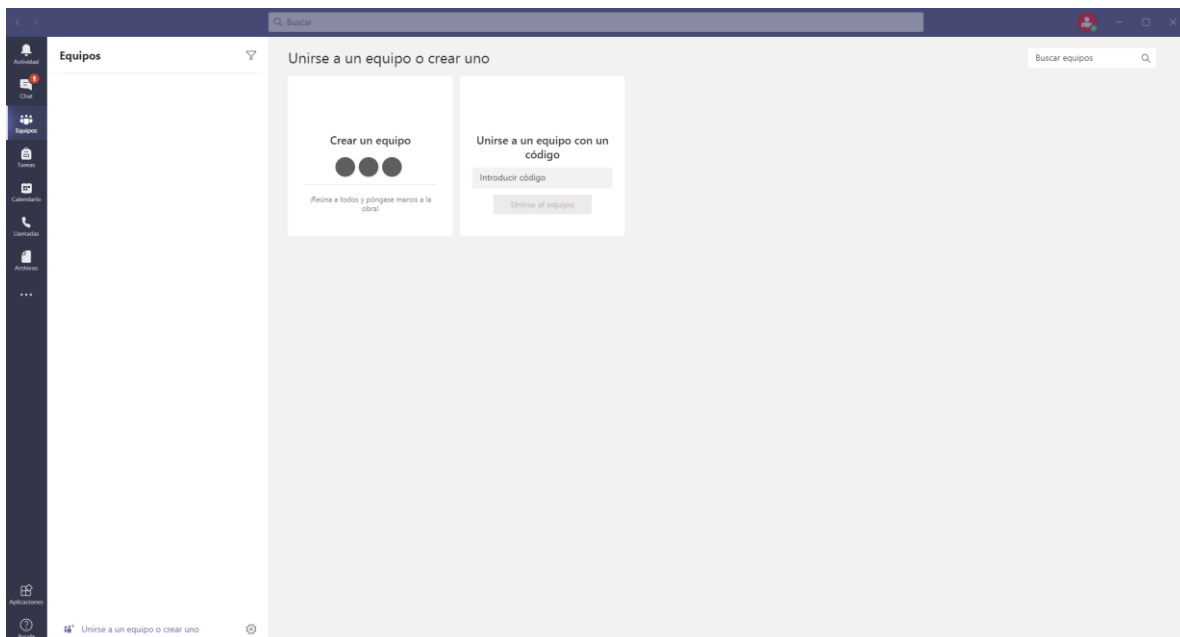 Buscar
Actividad
Equipos
Unirse a un equipo o crear uno
Buscar equipos
1
Chat
Equipos
Tareas
Calendario
Llamadas
Archivos
Crear un equipo
¡Reúna a todos y póngase manos a la
obra!
Unirse a un equipo con un
código
Introducir código
Unirse al equipo
Aplicaciones
Ayuda
Unirse a un equipo o crear uno